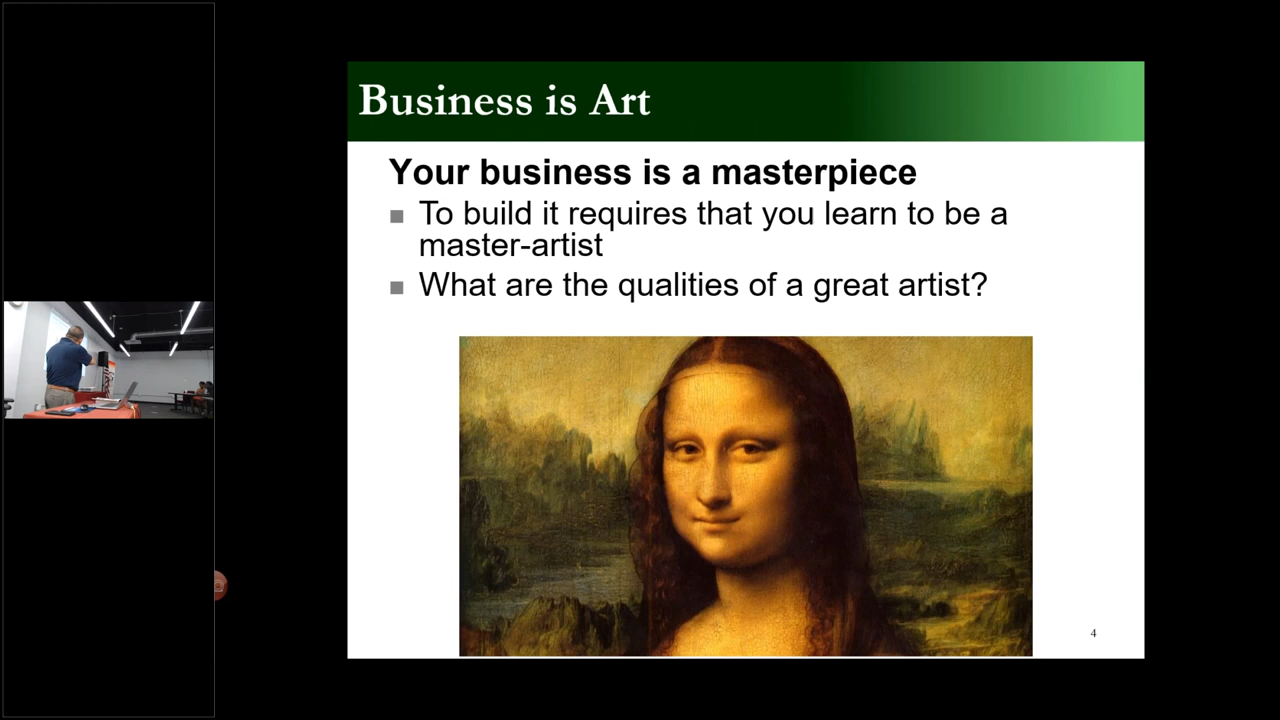 Business is Art
Your business is a masterpiece
To build it requires that you learn to be a
master-artist
What are the qualities of a great artist?
4